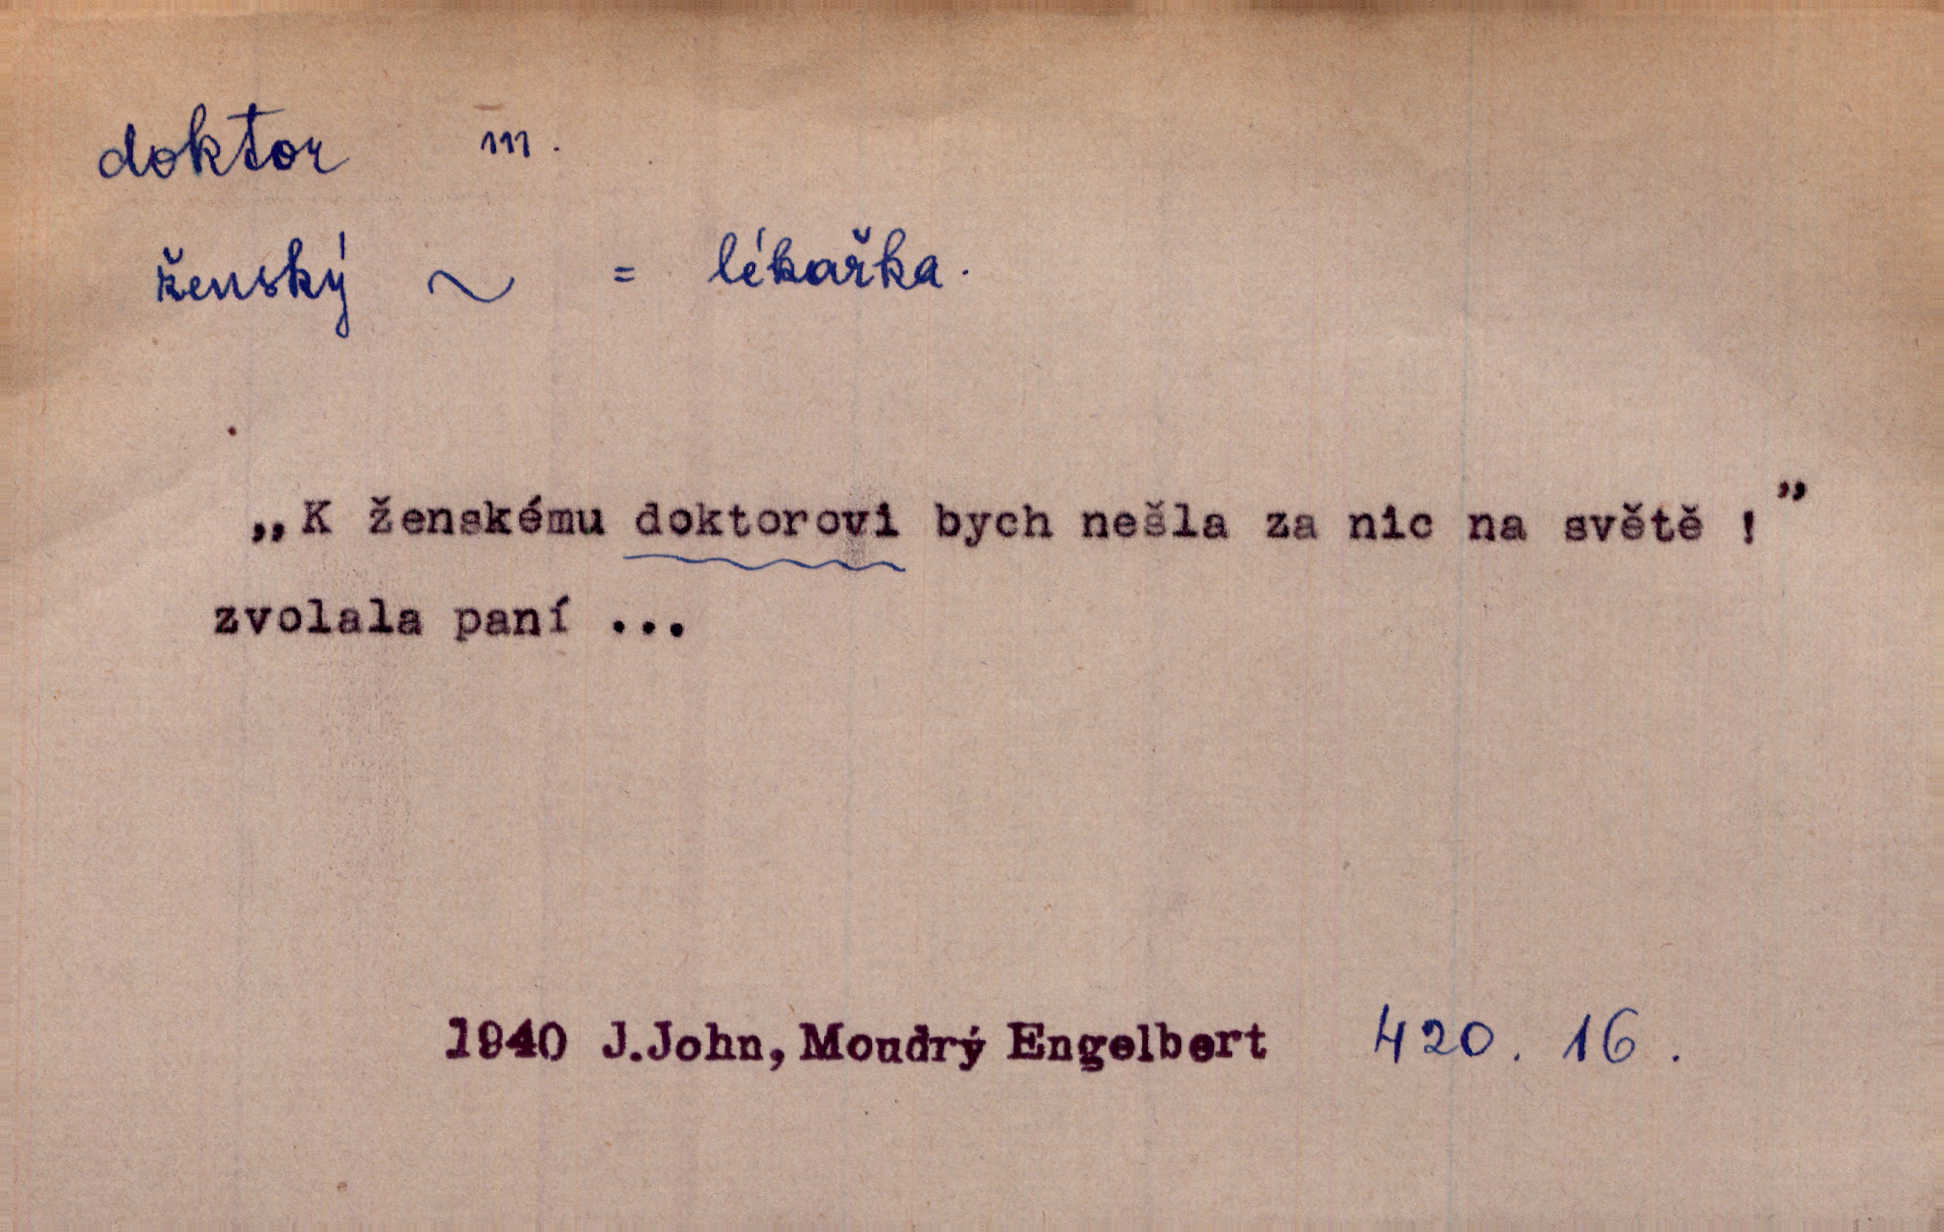 doktor m.
ženský ~ = lékařka.
„K ženskému doktorovi bych nešla za nic na světě !”
zvolala paní ...
1940 J.John, Moudrý Engelbert 420. 16.